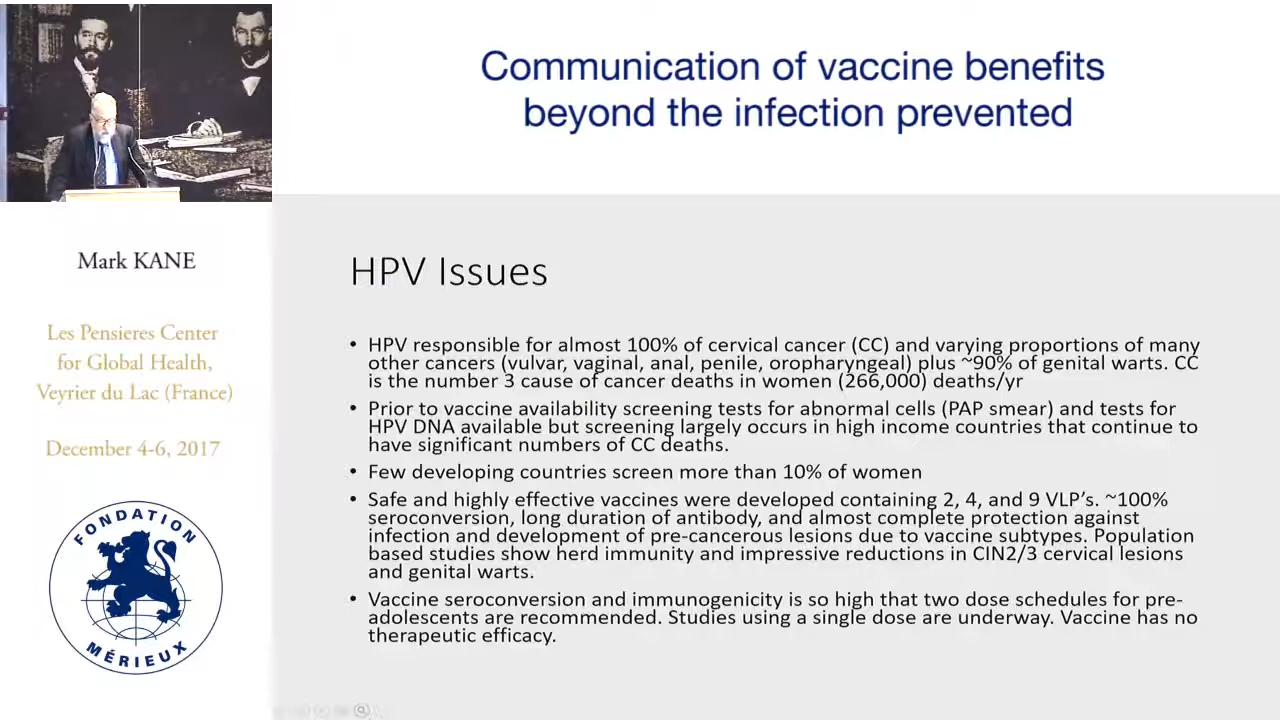 Communication of vaccine benefits
beyond the infection prevented
Mark KANE
Les Pensieres Center
for Global Health,
Veyrier du Lac (France)
December 4-6, 2017
FONDATION
MÉRIEUX
HPV Issues
• HPV responsible for almost 100% of cervical cancer (CC) and varying proportions of many
other cancers (vulvar, vaginal, anal, penile, oropharyngeal) plus ~90% of genital warts. CC
is the number 3 cause of cancer deaths in women (266,000) deaths/yr
• Prior to vaccine availability screening tests for abnormal cells (PAP smear) and tests for
HPV DNA available but screening largely occurs in high income countries that continue to
have significant numbers of CC deaths.
• Few developing countries screen more than 10% of women
• Safe and highly effective vaccines were developed containing 2, 4, and 9 VLP's. ~100%
seroconversion, long duration of antibody, and almost complete protection against
infection and development of pre-cancerous lesions due to vaccine subtypes. Population
based studies show herd immunity and impressive reductions in CIN2/3 cervical lesions
and genital warts.
• Vaccine seroconversion and immunogenicity is so high that two dose schedules for pre-
adolescents are recommended. Studies using a single dose are underway. Vaccine has no
therapeutic efficacy.